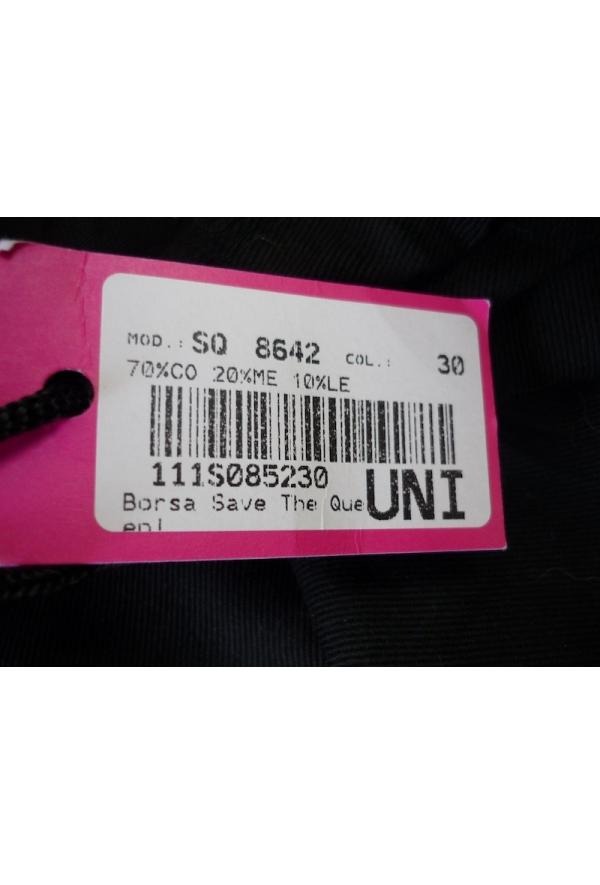 MOD.: SQ 8642 COL.: 30
70%CO 20%ME 10%LE
111S085230
Borsa Save The Que UNI
en!